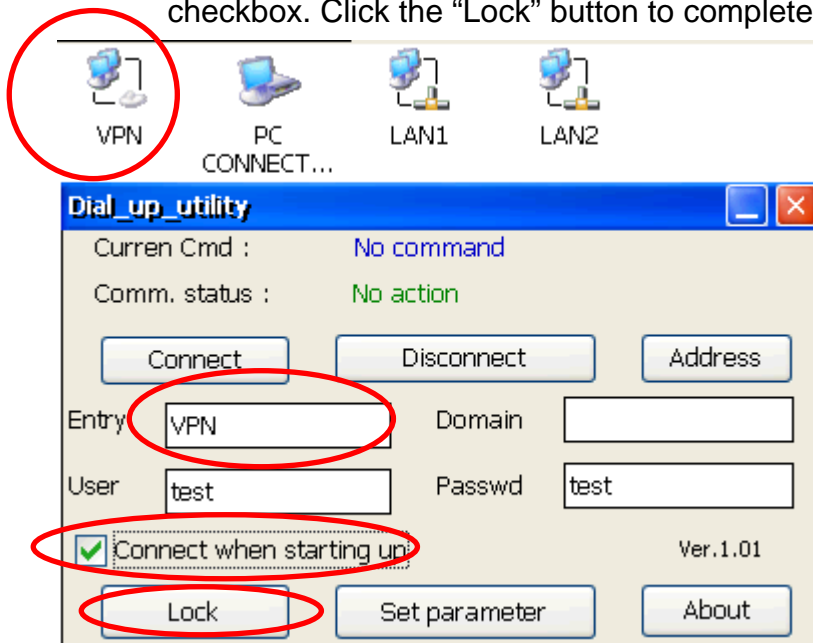 checkbox. Click the “Lock” button to complete
VPN PC LAN1 LAN2
CONNECT...
Dial_up_utility
Curren Cmd : No command
Comm. status : No action
Connect Disconnect Address
Entry VPN Domain
User test Passwd test
Connect when starting up Ver.1.01
Lock Set parameter About